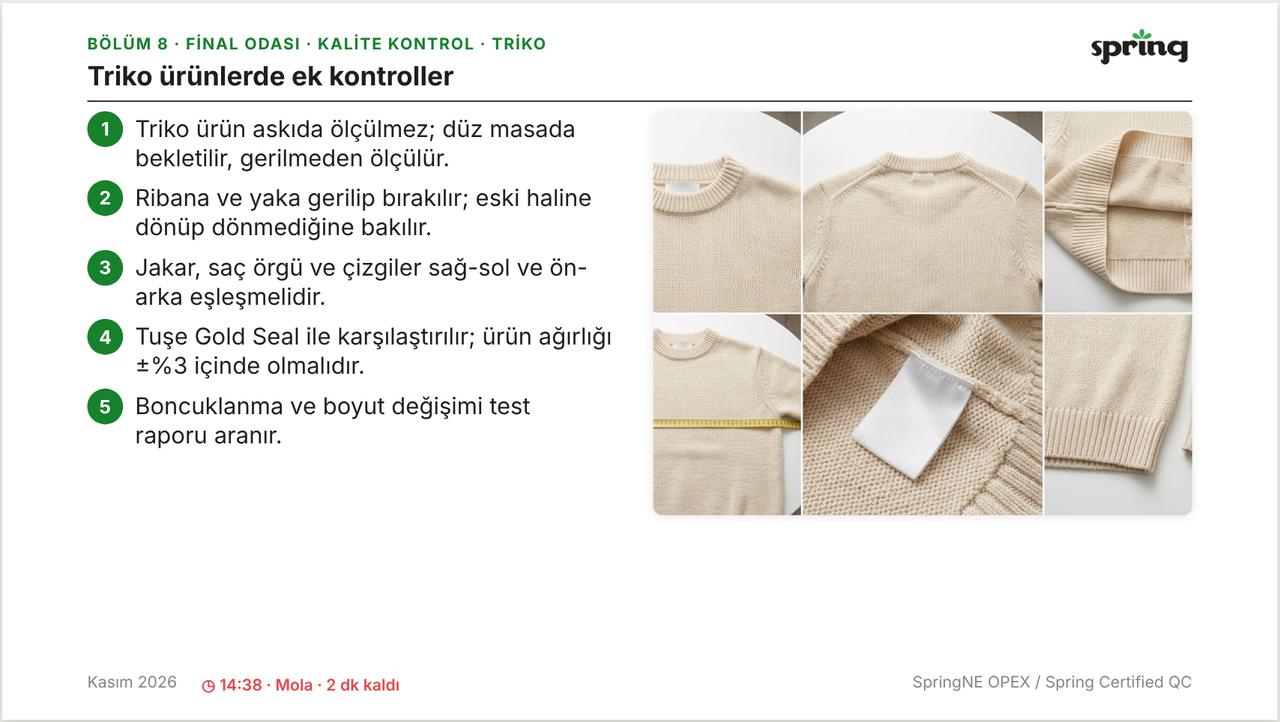 BÖLÜM 8 · FİNAL ODASI · KALİTE KONTROL · TRİKO
spring
Triko ürünlerde ek kontroller
1 Triko ürün askıda ölçülmez; düz masada
bekletilir, gerilmeden ölçülür.
2 Ribana ve yaka gerilip bırakılır; eski haline
dönüp dönmediğine bakılır.
3 Jakar, saç örgü ve çizgiler sağ-sol ve ön-
arka eşleşmelidir.
4 Tuşe Gold Seal ile karşılaştırılır; ürün ağırlığı
±%3 içinde olmalıdır.
5 Boncuklanma ve boyut değişimi test
raporu aranır.
Kasım 2026
14:38 · Mola · 2 dk kaldı
SpringNE OPEX / Spring Certified QC